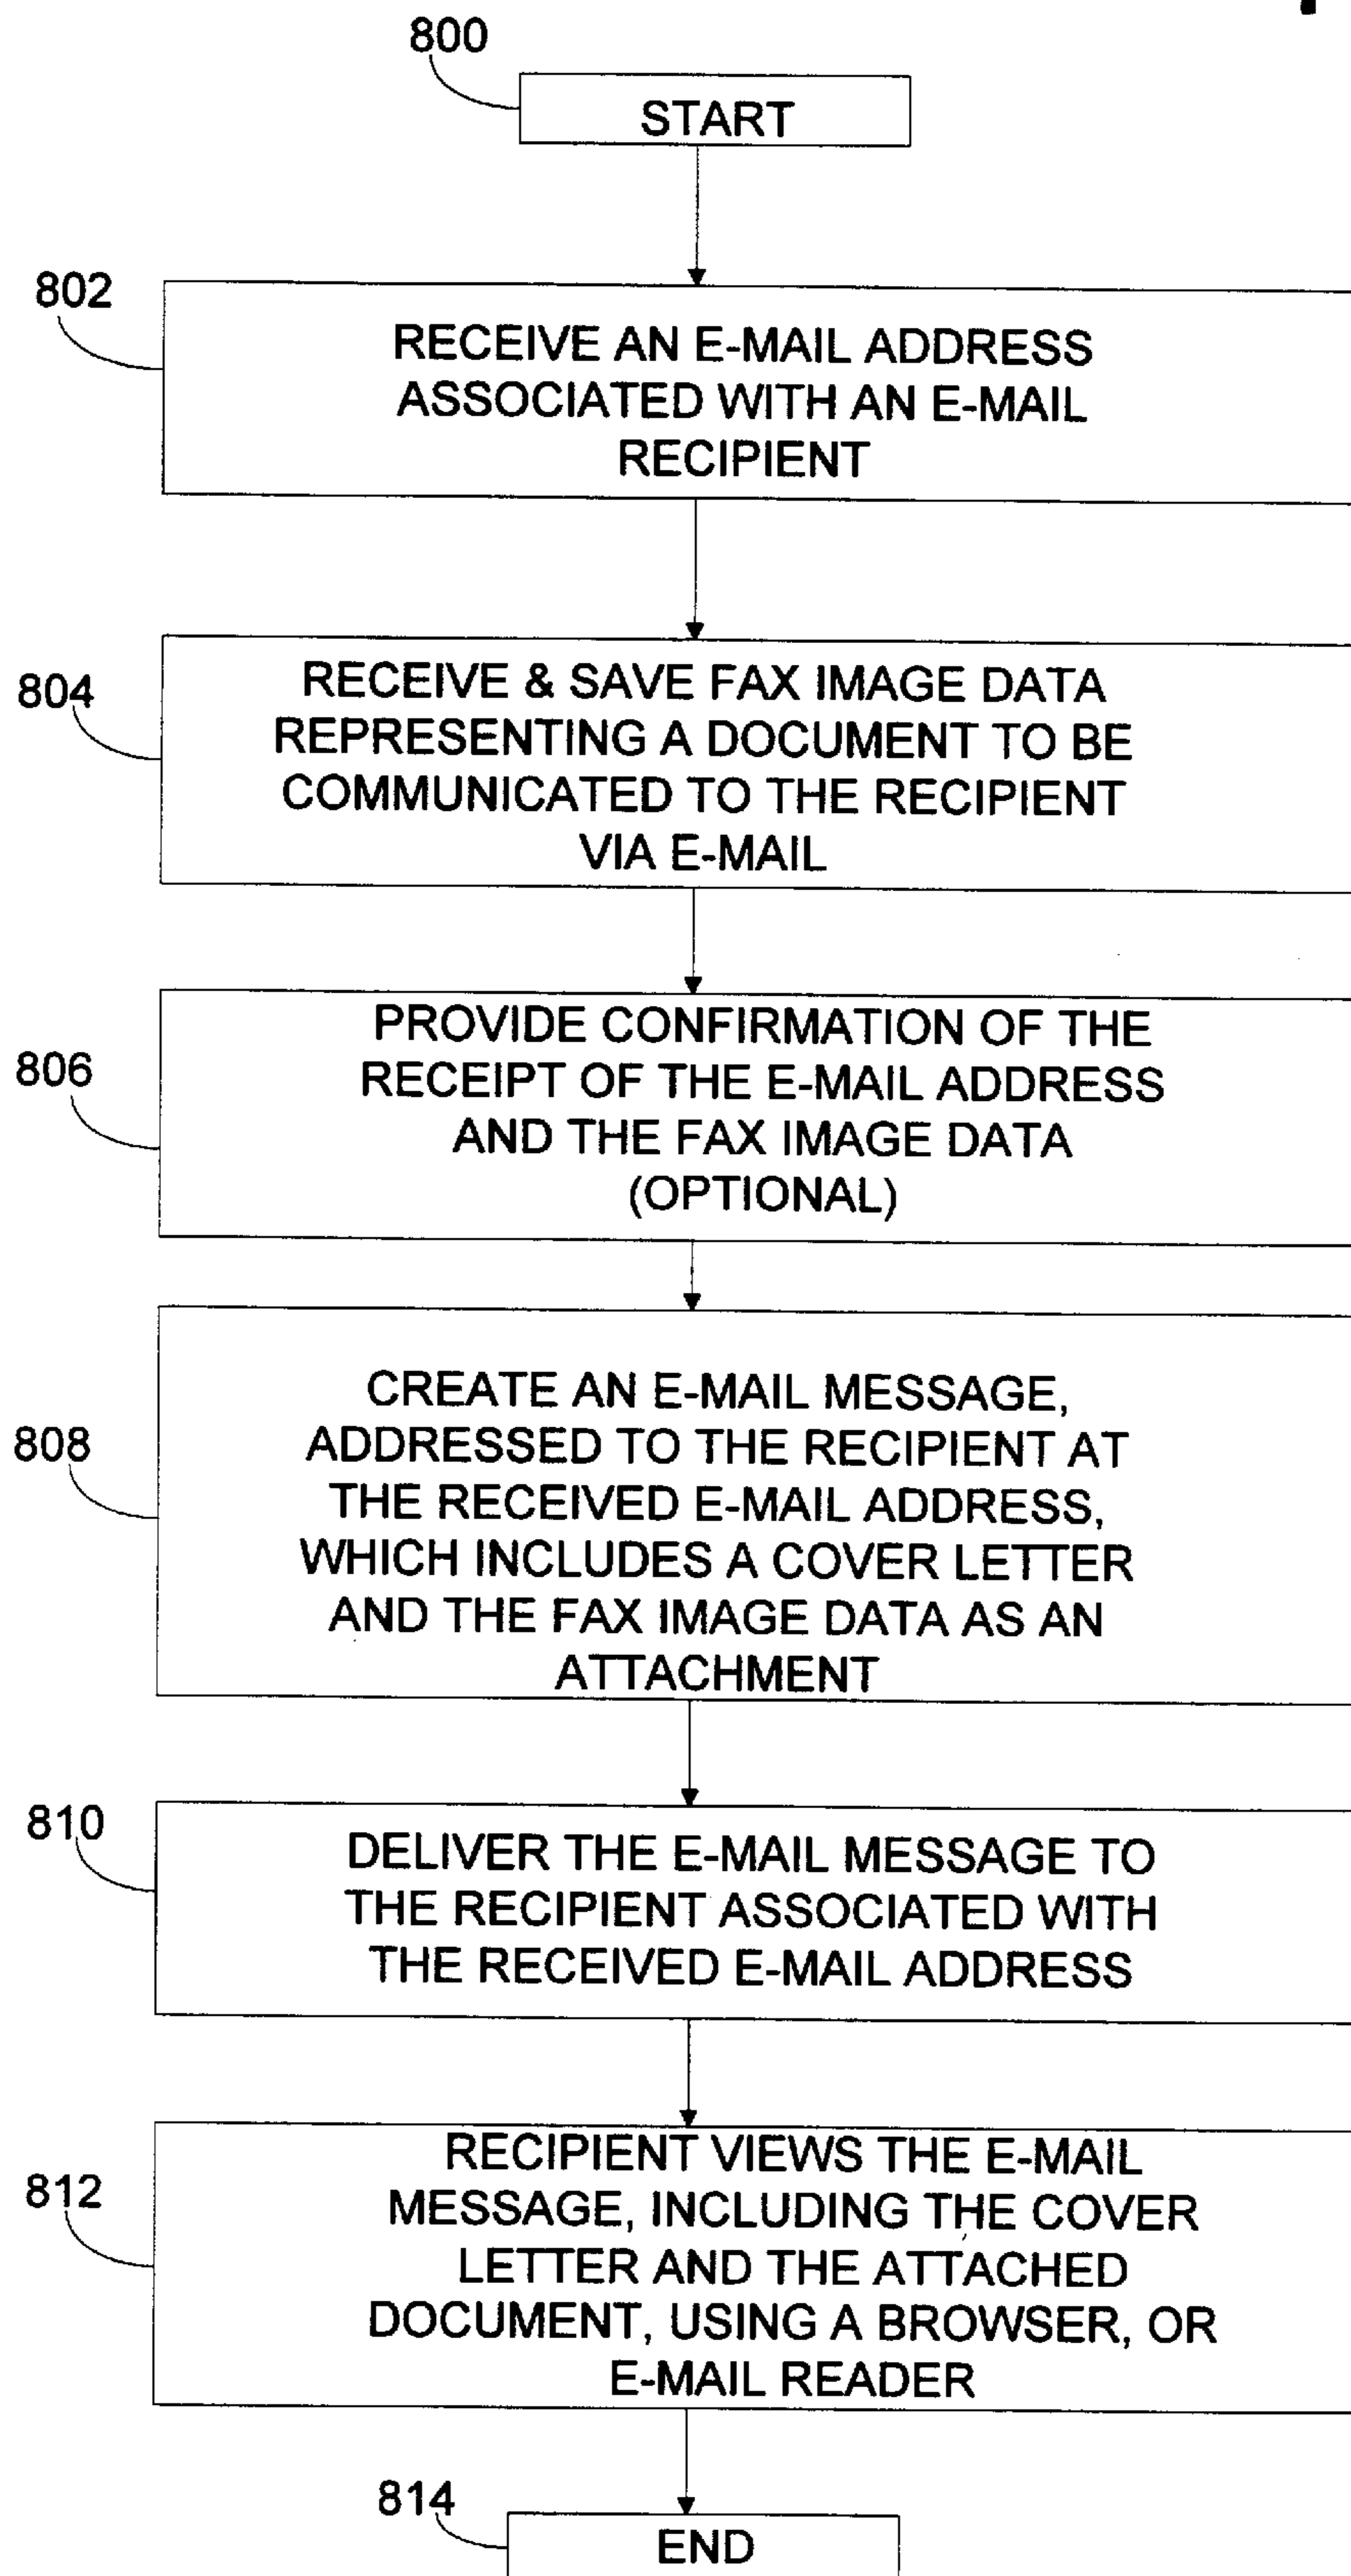 800
START
802
RECEIVE AN E-MAIL ADDRESS
ASSOCIATED WITH AN E-MAIL
RECIPIENT
804
RECEIVE & SAVE FAX IMAGE DATA
REPRESENTING A DOCUMENT TO BE
COMMUNICATED TO THE RECIPIENT
VIA E-MAIL
806
PROVIDE CONFIRMATION OF THE
RECEIPT OF THE E-MAIL ADDRESS
AND THE FAX IMAGE DATA
(OPTIONAL)
808
CREATE AN E-MAIL MESSAGE,
ADDRESSED TO THE RECIPIENT AT
THE RECEIVED E-MAIL ADDRESS,
WHICH INCLUDES A COVER LETTER
AND THE FAX IMAGE DATA AS AN
ATTACHMENT
810
DELIVER THE E-MAIL MESSAGE TO
THE RECIPIENT ASSOCIATED WITH
THE RECEIVED E-MAIL ADDRESS
812
RECIPIENT VIEWS THE E-MAIL
MESSAGE, INCLUDING THE COVER
LETTER AND THE ATTACHED
DOCUMENT, USING A BROWSER, OR
E-MAIL READER
814
END